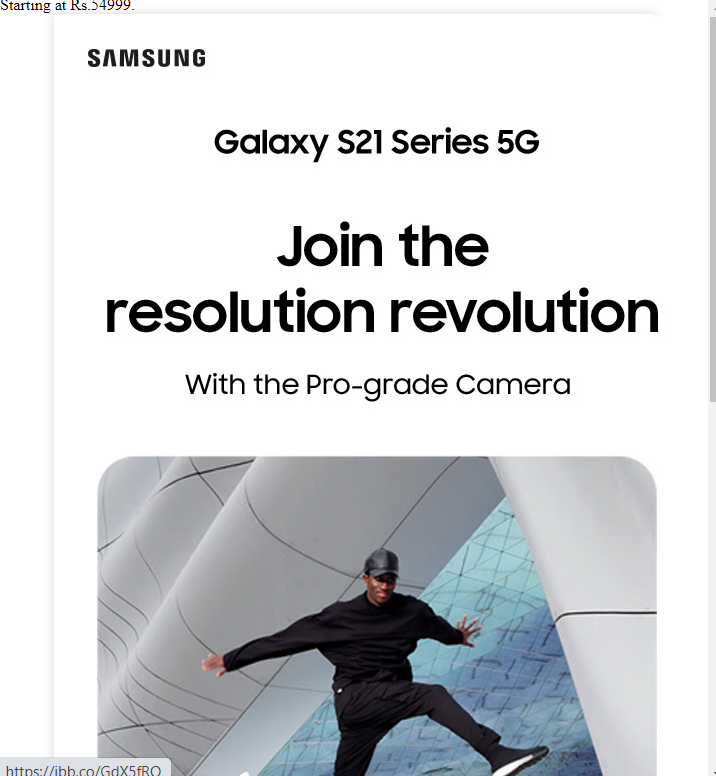 Starting at Rs.54999.
SAMSUNG
Galaxy S21 Series 5G
Join the
resolution revolution
With the Pro-grade Camera
https://ibb.co/GdX5fRQ